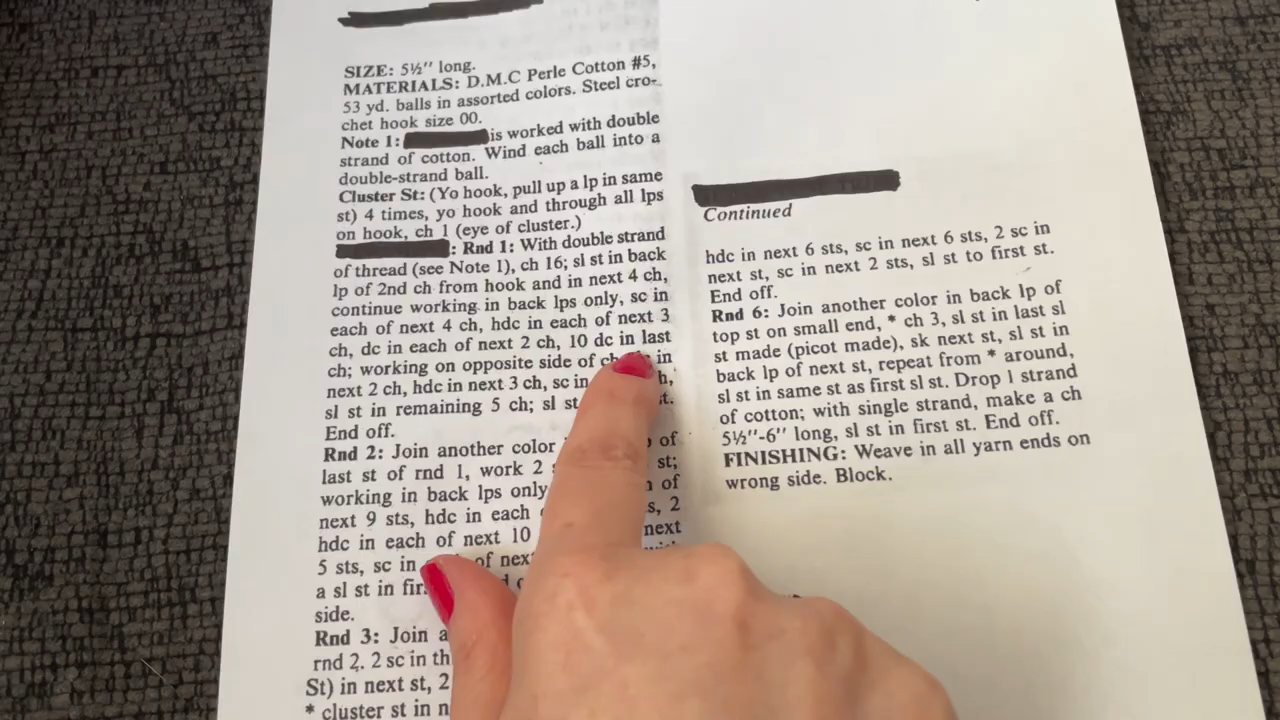 SIZE: 5½" long.
MATERIALS: D.M.C Perle Cotton #5,
53 yd. balls in assorted colors. Steel cro-
chet hook size 00.
Note 1: is worked with double
strand of cotton. Wind each ball into a
double-strand ball.
Cluster St: (Yo hook, pull up a lp in same
st) 4 times, yo hook and through all lps
on hook, ch 1 (eye of cluster.)
: Rnd 1: With double strand
of thread (see Note 1), ch 16; sl st in back
lp of 2nd ch from hook and in next 4 ch,
continue working in back lps only, sc in
each of next 4 ch, hdc in each of next 3
ch, dc in each of next 2 ch, 10 dc in last
ch; working on opposite side of in
next 2 ch, hdc in next 3 ch, sc in
sl st in remaining 5 ch; sl st
End off.
Rnd 2: Join another color of
last st of rnd 1, work 2 st;
working in back lps only of
next 9 sts, hdc in each 2
hdc in each of next 10 next
5 sts, sc in of
a sl st in
side.
Rnd 3: Join
rnd 2. 2 sc in
St) in next st, 2
* cluster st in
Continued
hdc in next 6 sts, sc in next 6 sts, 2 sc in
next st, sc in next 2 sts, sl st to first st.
End off.
Rnd 6: Join another color in back lp of
top st on small end, * ch 3, sl st in last sl
st made (picot made), sk next st, sl st in
back lp of next st, repeat from * around,
sl st in same st as first sl st. Drop 1 strand
of cotton; with single strand, make a ch
5½"-6" long, sl st in first st. End off.
FINISHING: Weave in all yarn ends on
wrong side. Block.